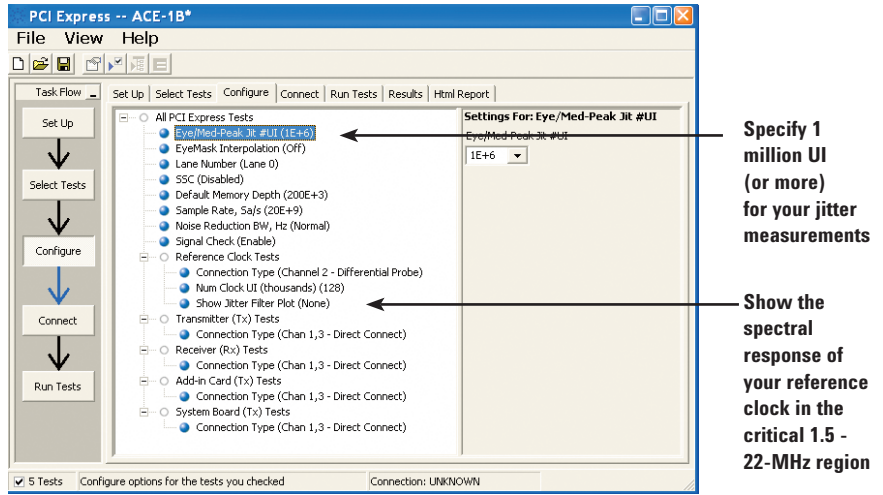 PCI Express -- ACE-1B*
File View Help
Task Flow
Set Up
Select Tests
Configure
Connect
Run Tests
Set Up Select Tests Configure Connect Run Tests Results Html Report
All PCI Express Tests
Eye/Med-Peak Jit #UI (1E+6)
EyeMask Interpolation (Off)
Lane Number (Lane 0)
SSC (Disabled)
Default Memory Depth (200E+3)
Sample Rate, Sa/s (20E+9)
Noise Reduction BW, Hz (Normal)
Signal Check (Enable)
Reference Clock Tests
Connection Type (Channel 2 - Differential Probe)
Num Clock UI (thousands) (128)
Show Jitter Filter Plot (None)
Transmitter (Tx) Tests
Connection Type (Chan 1,3 - Direct Connect)
Receiver (Rx) Tests
Connection Type (Chan 1,3 - Direct Connect)
Add-in Card (Tx) Tests
Connection Type (Chan 1,3 - Direct Connect)
System Board (Tx) Tests
Connection Type (Chan 1,3 - Direct Connect)
Settings For: Eye/Med-Peak Jit #UI
Eye/Med-Peak Jit #UI
1E+6
5 Tests
Configure options for the tests you checked
Connection: UNKNOWN
Specify 1
million UI
(or more)
for your jitter
measurements
Show the
spectral
response of
your reference
clock in the
critical 1.5 -
22-MHz region